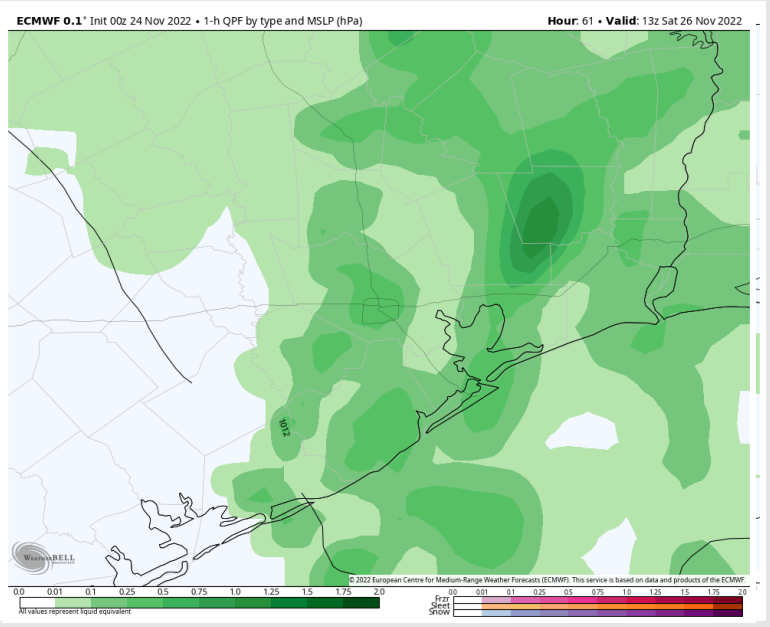 ECMWF 0.1° Init 00z 24 Nov 2022 • 1-h QPF by type and MSLP (hPa)
Hour: 61 • Valid: 13z Sat 26 Nov 2022
1012
WEATHERBELL
© 2022 European Centre for Medium-Range Weather Forecasts (ECMWF). This service is based on data and products of the ECMWF.
0.0 0.01 0.1 0.25 0.5 0.75 1.0 1.25 1.5 1.75 2.0
All values represent liquid equivalent
0.0 0.01 0.1 0.25 0.5 0.75 1.0 1.25 1.5 1.75 2.0
Frzr
Sleet
Snow